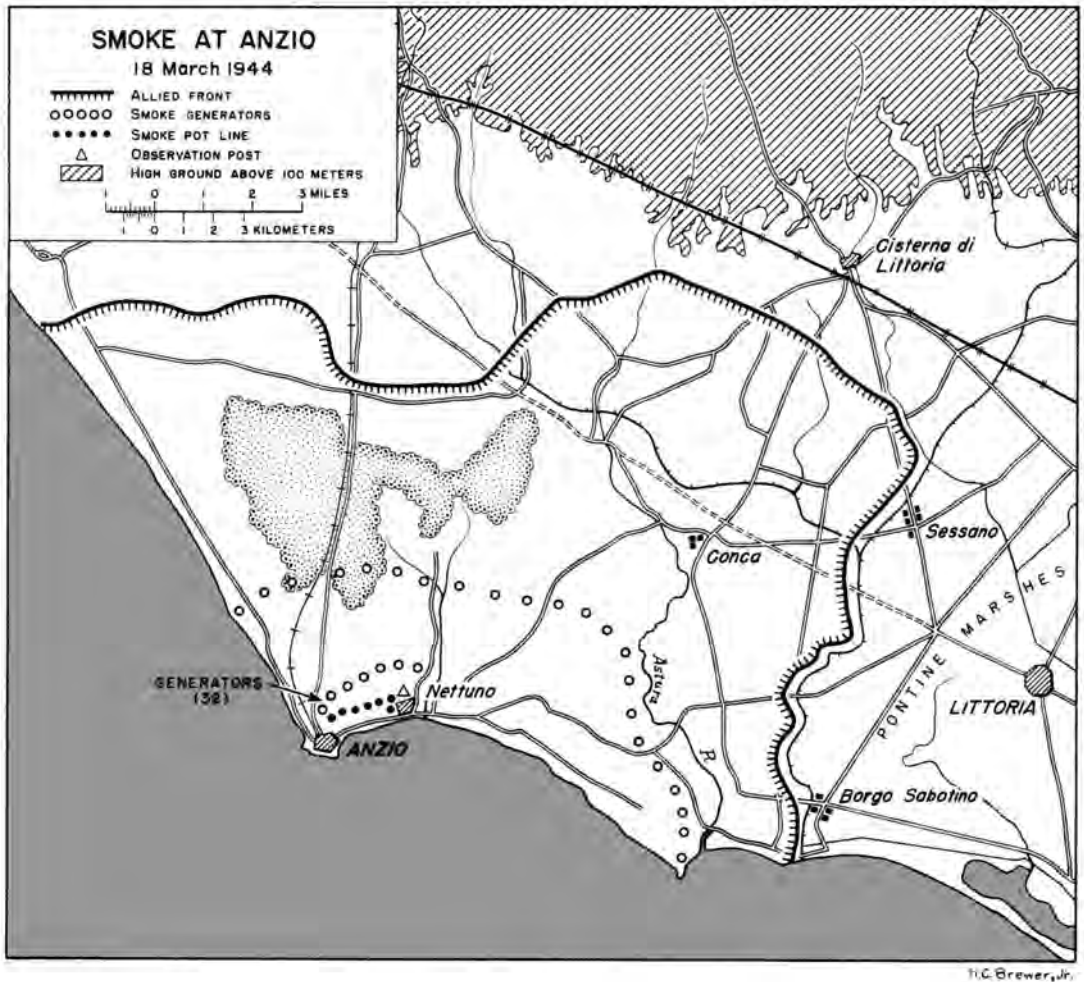 SMOKE AT ANZIO
18 March 1944
ALLIED FRONT
SMOKE GENERATORS
SMOKE POT LINE
OBSERVATION POST
HIGH GROUND ABOVE 100 METERS
1 0 1 2 3 MILES
1 0 1 2 3 KILOMETERS
Cisterna di
Littoria
Sessano
Conca
PONTINE MARSHES
Astura R.
GENERATORS
(32)
Nettuno
LITTORIA
ANZIO
Borgo Sabotino
H.C. Brewer, Jr.